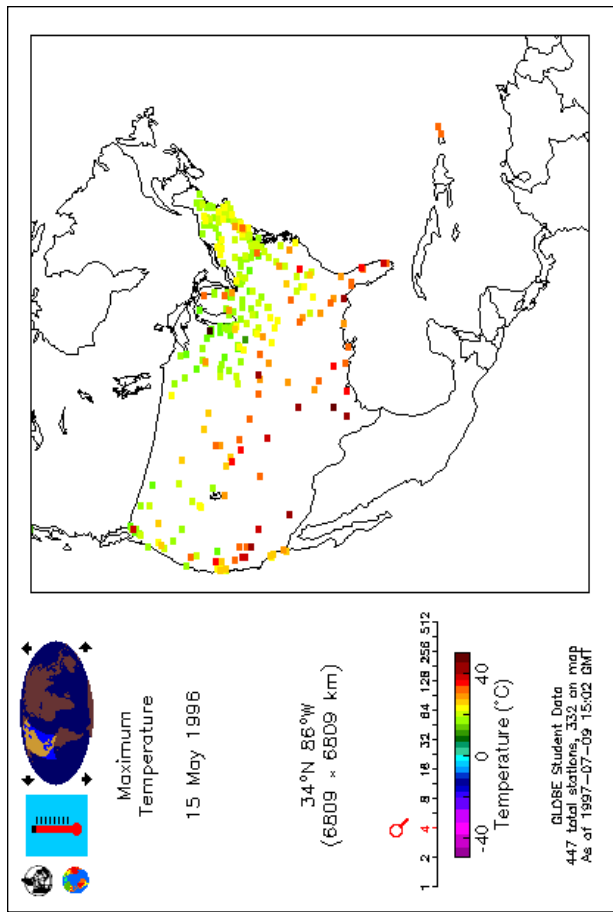 Maximum
Temperature
15 May 1996
34°N 86°W
(6809 × 6809 km)
1 2 4 8 16 32 64 128 256 512
-40 0 40
Temperature (°C)
GLOBE Student Data
447 total stations, 332 on map
As of 1997-07-09 15:02 GMT